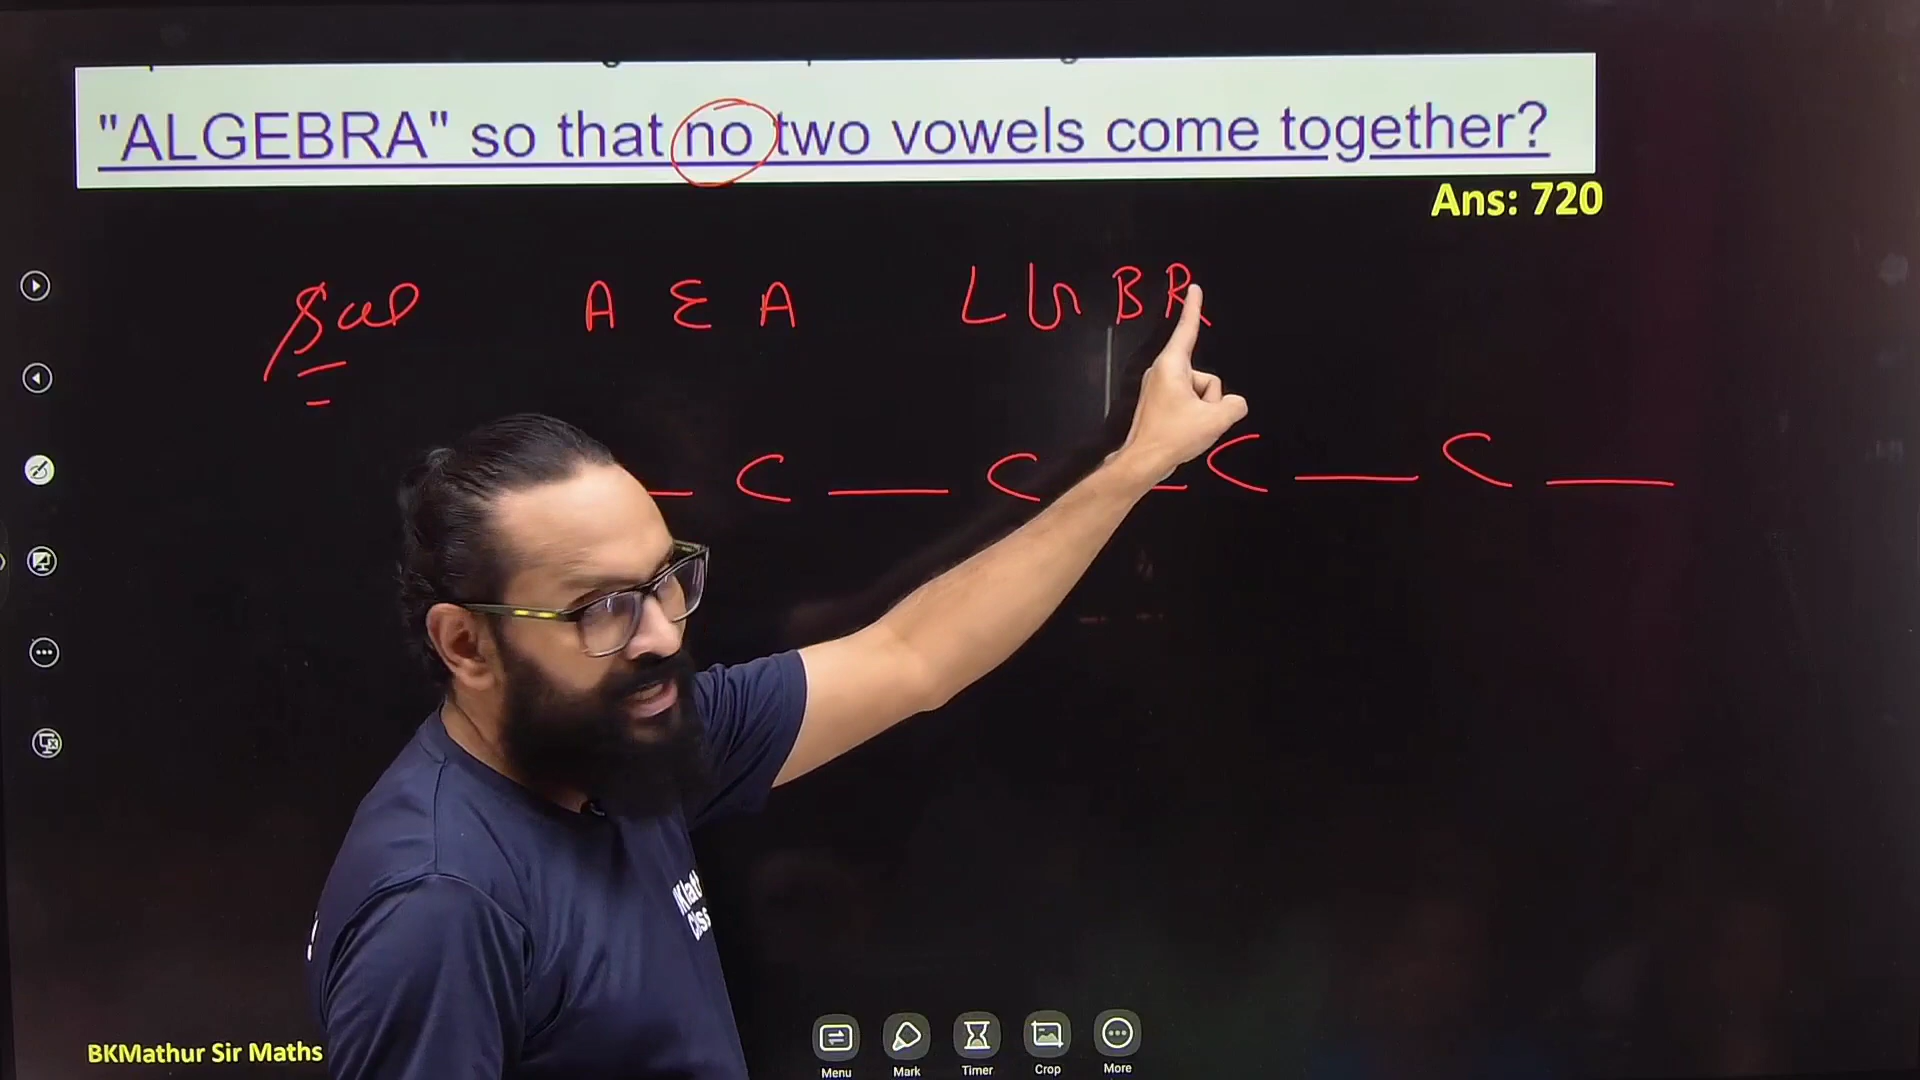 "ALGEBRA" so that no two vowels come together?
Ans: 720
Sol A E A L G B R
C C C C
BKMathur Sir Maths
Menu Mark Timer Crop More